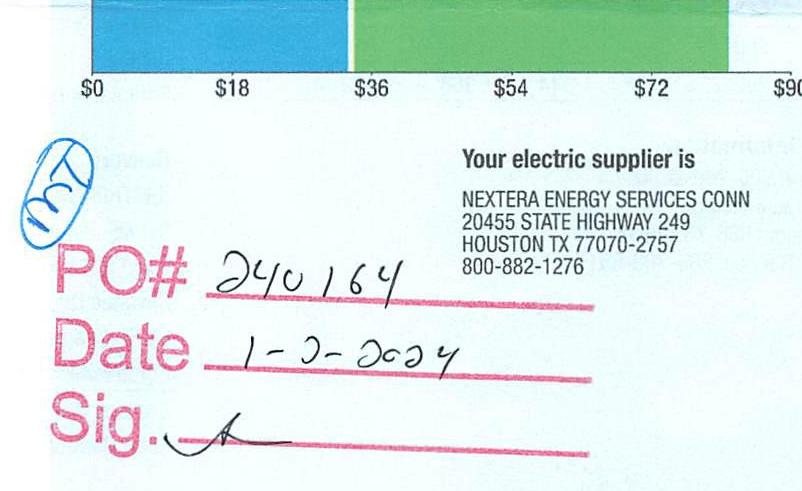 $0 $18 $36 $54 $72 $90
MT
Your electric supplier is
NEXTERA ENERGY SERVICES CONN
20455 STATE HIGHWAY 249
HOUSTON TX 77070-2757
800-882-1276
PO# 240164
Date 1-2-2024
Sig.